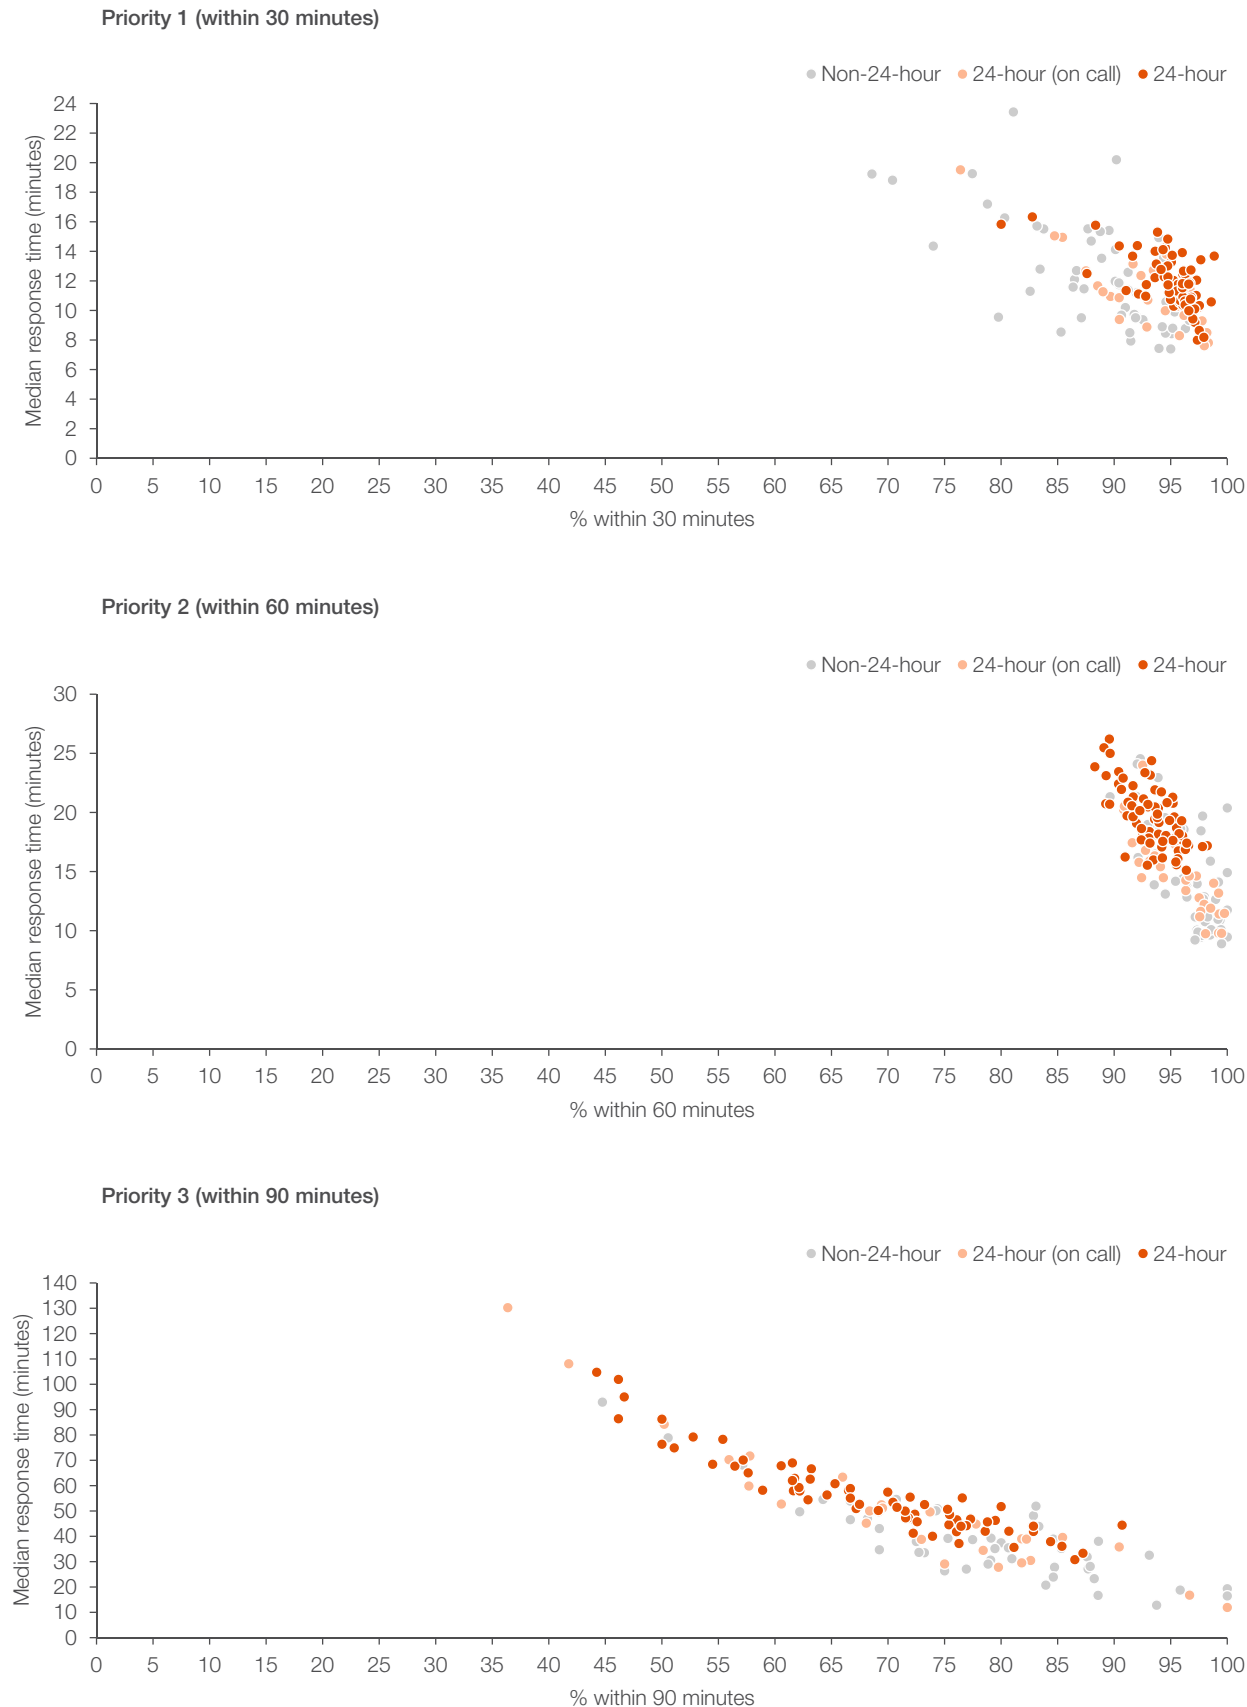 Priority 1 (within 30 minutes)
Non-24-hour 24-hour (on call) 24-hour
Median response time (minutes)
24
22
20
18
16
14
12
10
8
6
4
2
0
0 5 10 15 20 25 30 35 40 45 50 55 60 65 70 75 80 85 90 95 100
% within 30 minutes
Priority 2 (within 60 minutes)
Non-24-hour 24-hour (on call) 24-hour
Median response time (minutes)
30
25
20
15
10
5
0
0 5 10 15 20 25 30 35 40 45 50 55 60 65 70 75 80 85 90 95 100
% within 60 minutes
Priority 3 (within 90 minutes)
Non-24-hour 24-hour (on call) 24-hour
Median response time (minutes)
140
130
120
110
100
90
80
70
60
50
40
30
20
10
0
0 5 10 15 20 25 30 35 40 45 50 55 60 65 70 75 80 85 90 95 100
% within 90 minutes